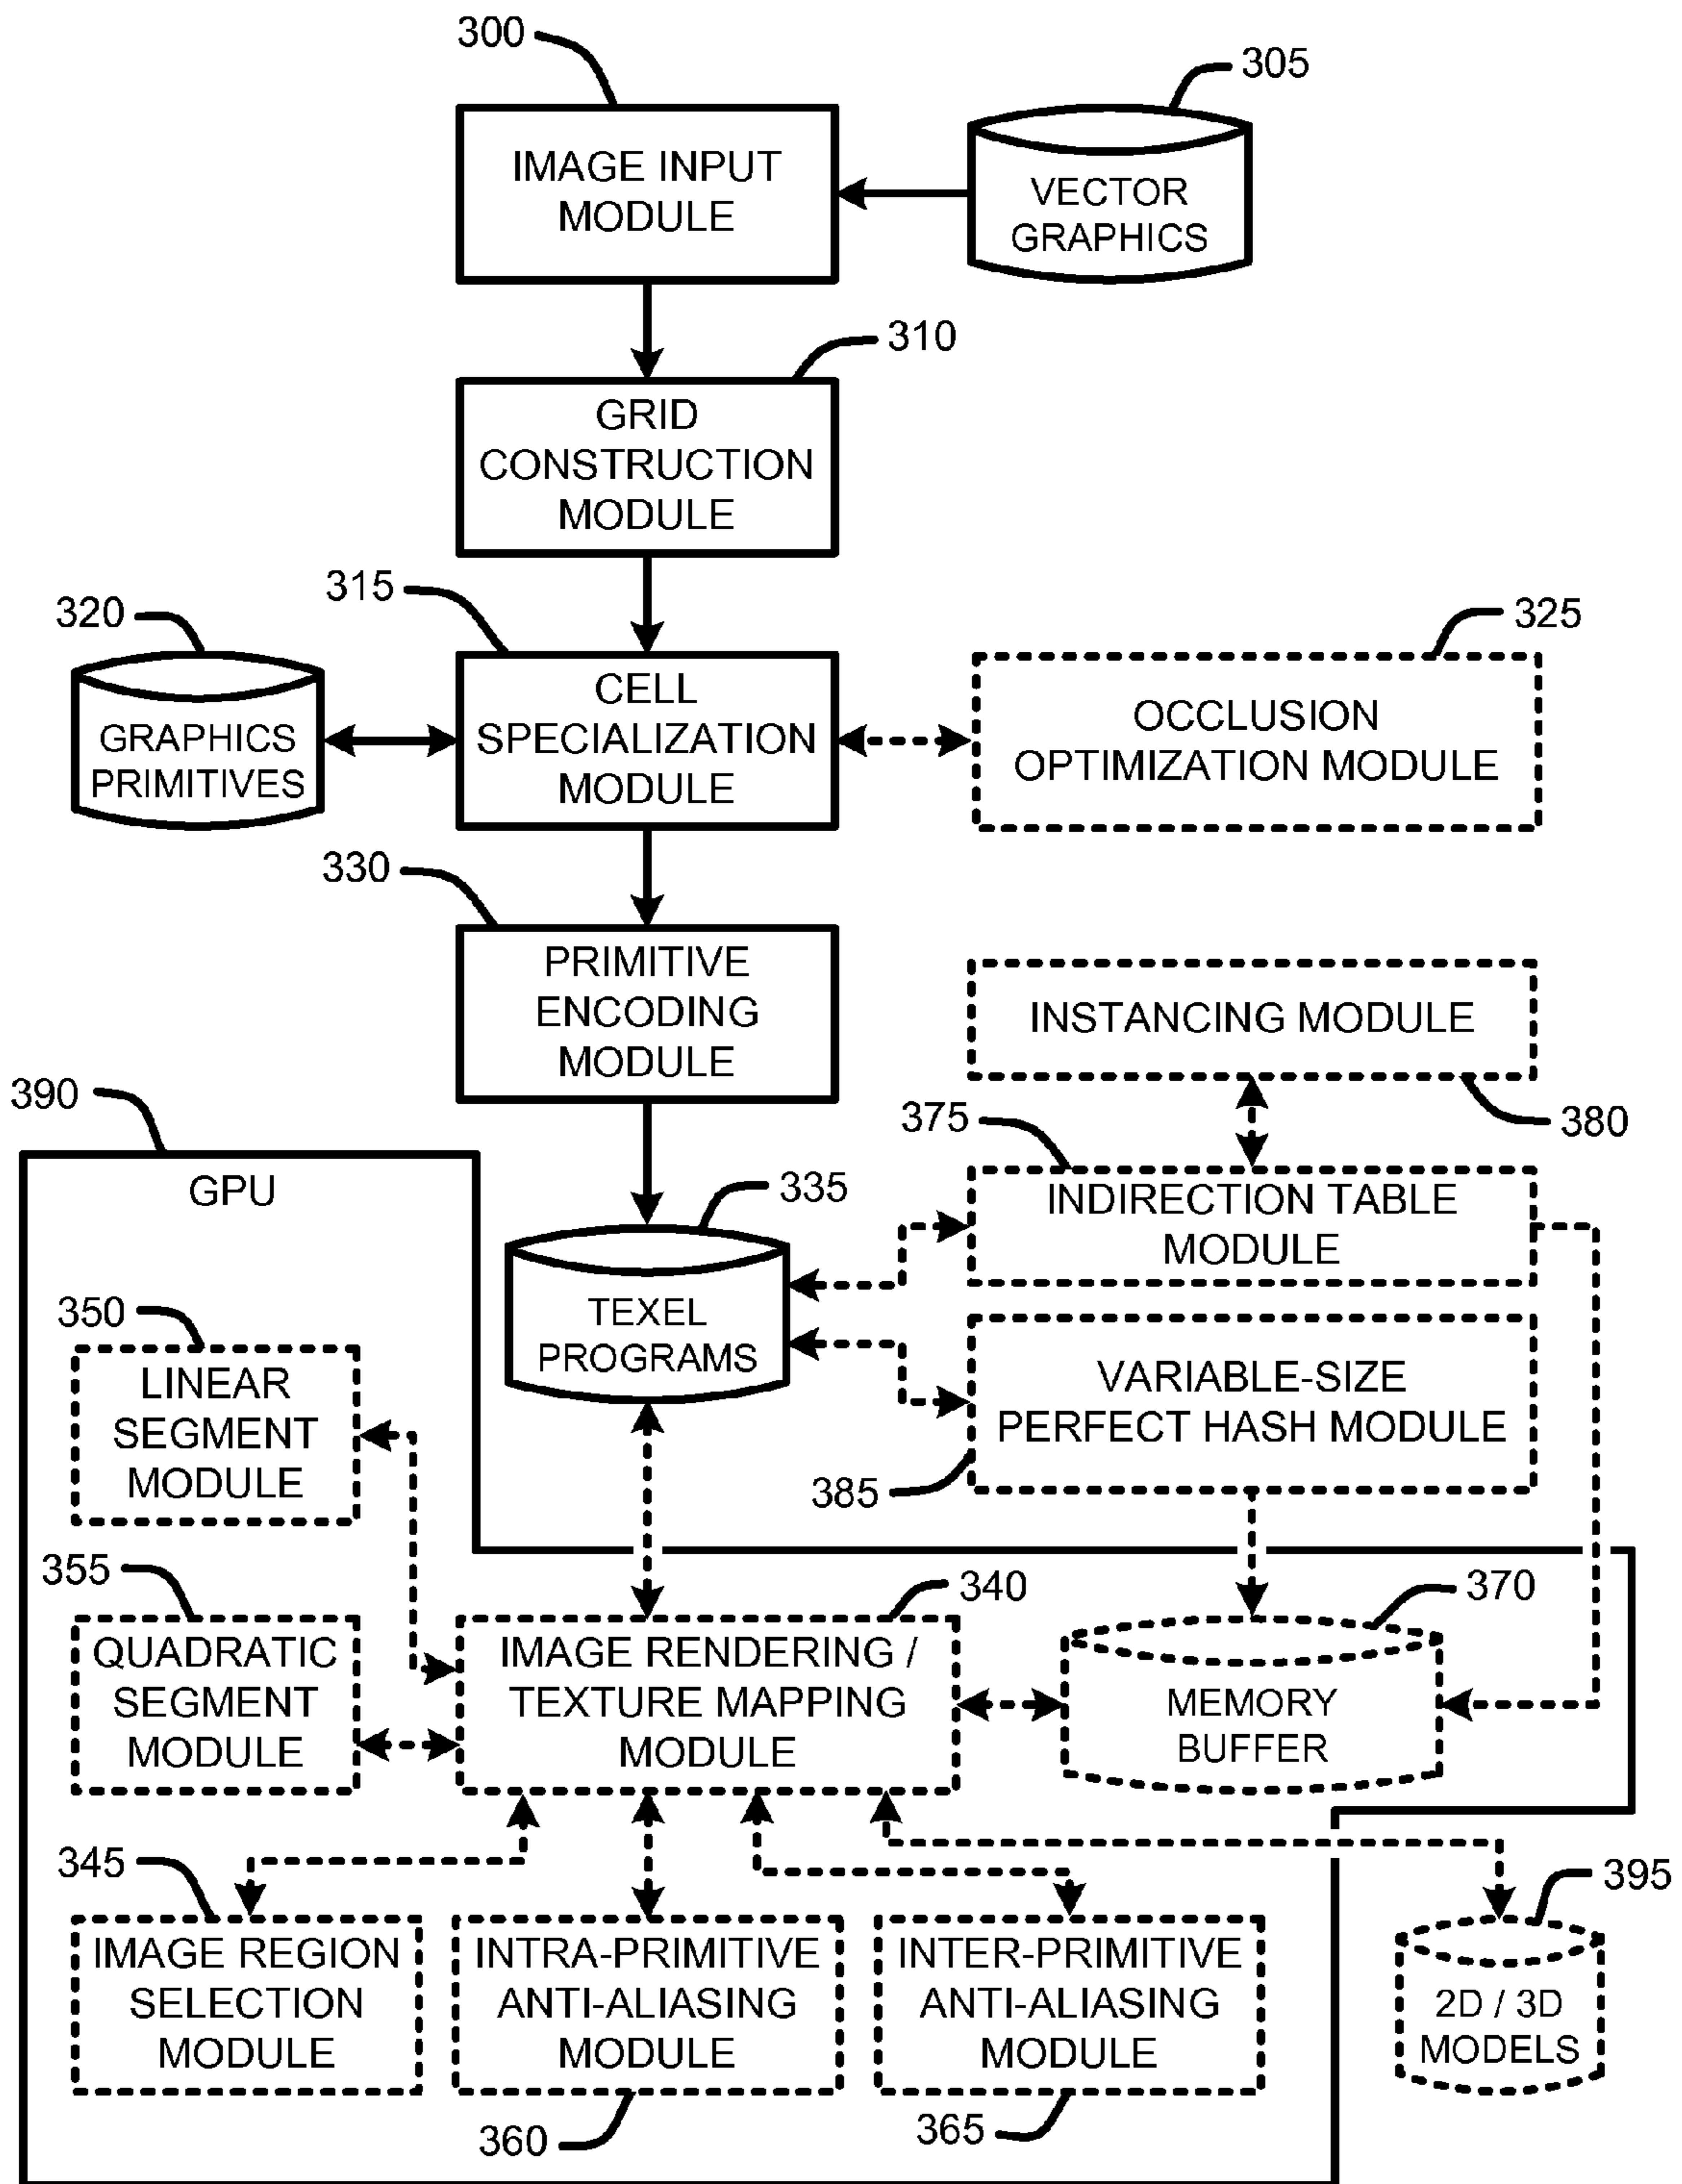 300
305
IMAGE INPUT
MODULE
VECTOR
GRAPHICS
310
GRID
CONSTRUCTION
MODULE
315
320
325
CELL
SPECIALIZATION
MODULE
GRAPHICS
PRIMITIVES
OCCLUSION
OPTIMIZATION MODULE
330
PRIMITIVE
ENCODING
MODULE
INSTANCING MODULE
390
375
380
GPU
335
INDIRECTION TABLE
MODULE
350
TEXEL
PROGRAMS
LINEAR
SEGMENT
MODULE
VARIABLE-SIZE
PERFECT HASH MODULE
385
355
340
370
QUADRATIC
SEGMENT
MODULE
IMAGE RENDERING /
TEXTURE MAPPING
MODULE
MEMORY
BUFFER
345
395
IMAGE REGION
SELECTION
MODULE
INTRA-PRIMITIVE
ANTI-ALIASING
MODULE
INTER-PRIMITIVE
ANTI-ALIASING
MODULE
2D / 3D
MODELS
360
365